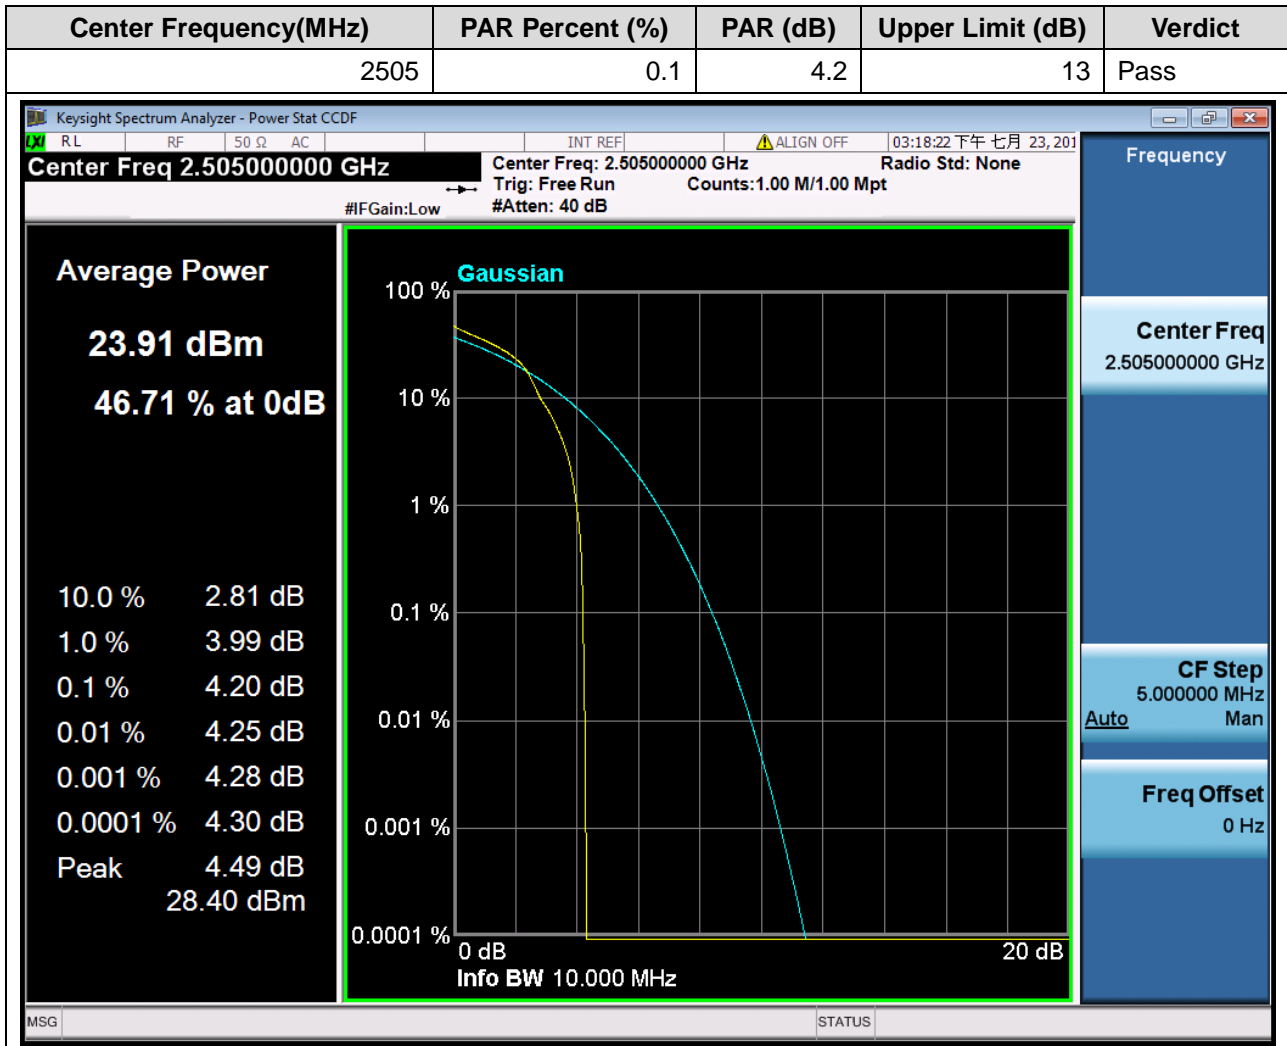 Center Frequency(MHz) PAR Percent (%) PAR (dB) Upper Limit (dB) Verdict
2505 0.1 4.2 13 Pass
Keysight Spectrum Analyzer - Power Stat CCDF
LXI RL RF 50 Ω AC INT REF ALIGN OFF 03:18:22 下午 七月 23, 201
Center Freq 2.505000000 GHz
Center Freq: 2.505000000 GHz Radio Std: None
Trig: Free Run Counts:1.00 M/1.00 Mpt
#IFGain:Low #Atten: 40 dB
Average Power
23.91 dBm
46.71 % at 0dB
10.0 % 2.81 dB
1.0 % 3.99 dB
0.1 % 4.20 dB
0.01 % 4.25 dB
0.001 % 4.28 dB
0.0001 % 4.30 dB
Peak 4.49 dB
28.40 dBm
Gaussian
100 %
10 %
1 %
0.1 %
0.01 %
0.001 %
0.0001 %
0 dB 20 dB
Info BW 10.000 MHz
Frequency
Center Freq
2.505000000 GHz
CF Step
5.000000 MHz
Auto Man
Freq Offset
0 Hz
MSG STATUS